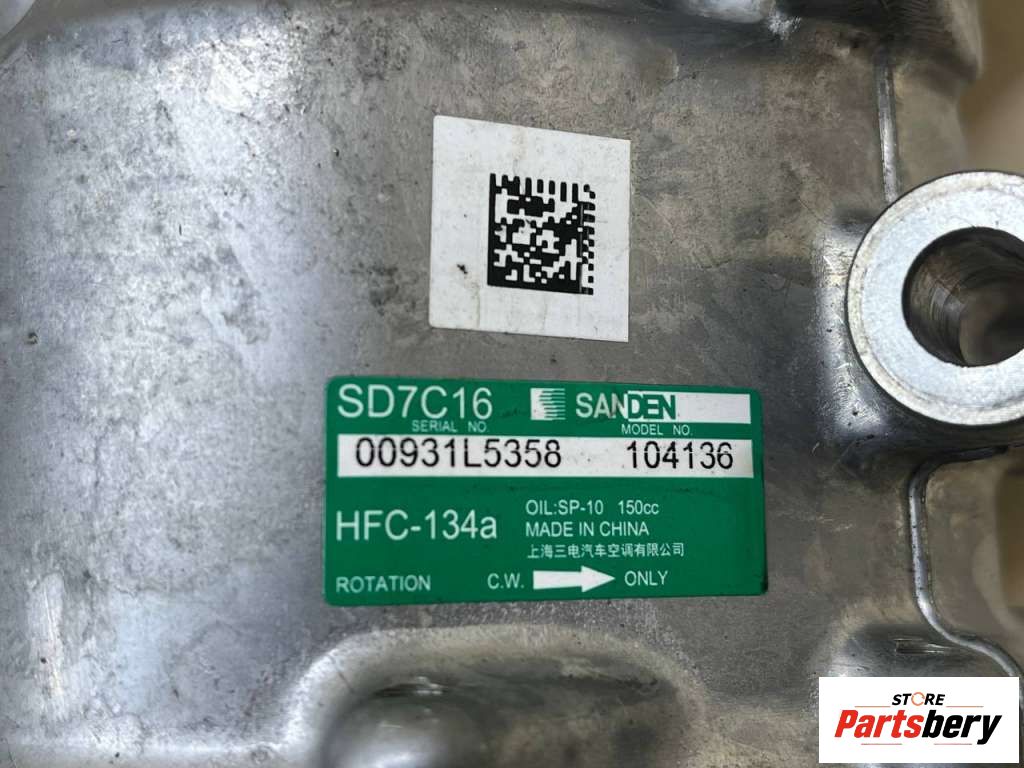 SD7C16 SANDEN
SERIAL NO. MODEL NO.
00931L5358 104136
HFC-134a
OIL:SP-10 150cc
MADE IN CHINA
上海三电汽车空调有限公司
ROTATION C.W. ONLY
STORE
Partsbery